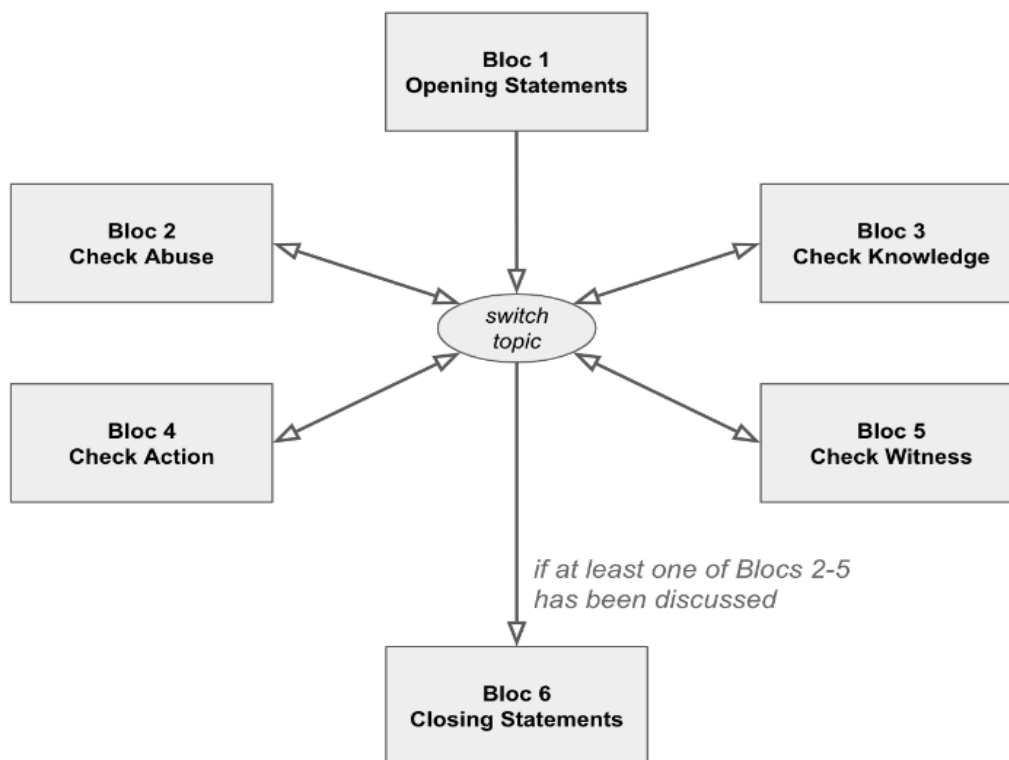 Bloc 1
Opening Statements
Bloc 2
Check Abuse
Bloc 3
Check Knowledge
switch
topic
Bloc 4
Check Action
Bloc 5
Check Witness
if at least one of Blocs 2-5
has been discussed
Bloc 6
Closing Statements